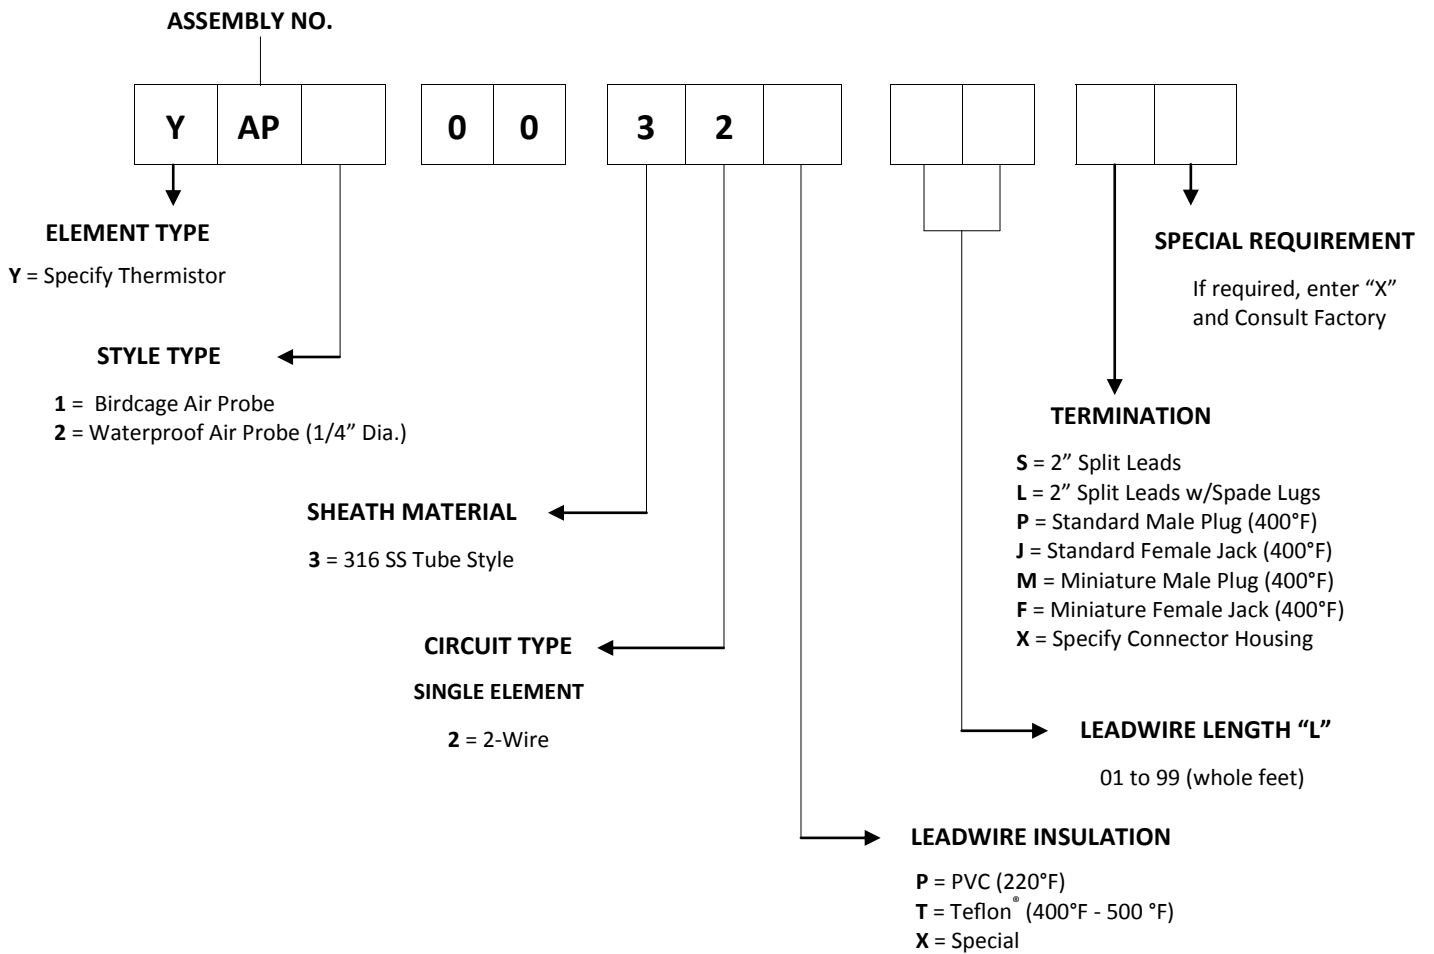 ASSEMBLY NO.
Y AP 0 0 3 2
ELEMENT TYPE
Y = Specify Thermistor
STYLE TYPE
1 = Birdcage Air Probe
2 = Waterproof Air Probe (1/4” Dia.)
SHEATH MATERIAL
3 = 316 SS Tube Style
CIRCUIT TYPE
SINGLE ELEMENT
2 = 2-Wire
SPECIAL REQUIREMENT
If required, enter “X”
and Consult Factory
TERMINATION
S = 2” Split Leads
L = 2” Split Leads w/Spade Lugs
P = Standard Male Plug (400°F)
J = Standard Female Jack (400°F)
M = Miniature Male Plug (400°F)
F = Miniature Female Jack (400°F)
X = Specify Connector Housing
LEADWIRE LENGTH “L”
01 to 99 (whole feet)
LEADWIRE INSULATION
P = PVC (220°F)
T = Teflon® (400°F - 500 °F)
X = Special